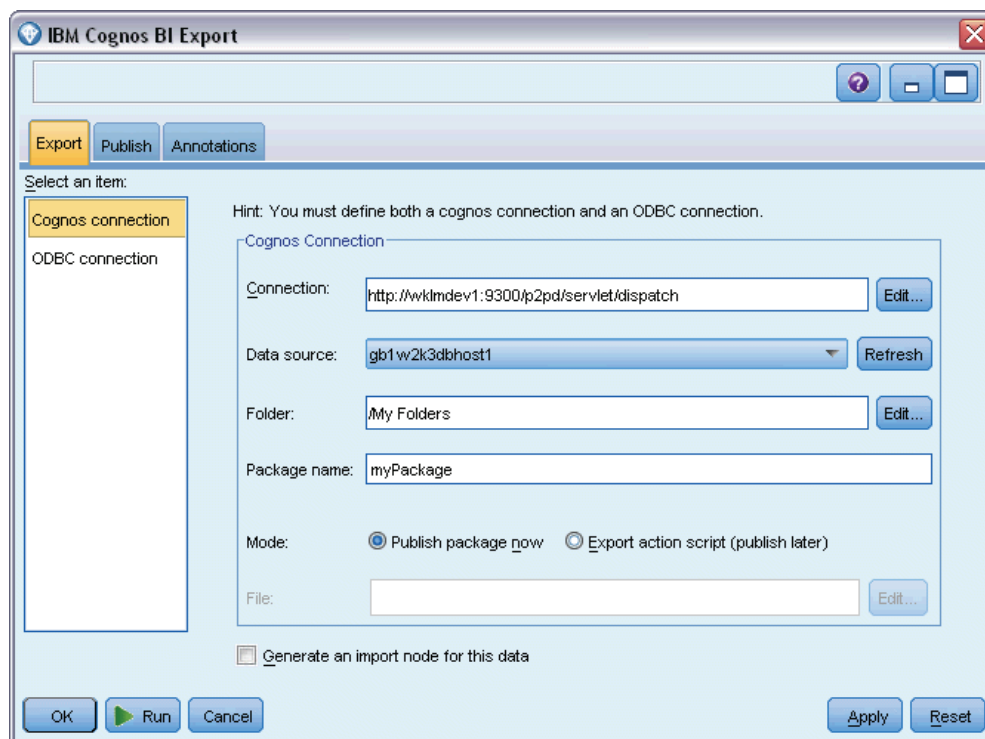 IBM Cognos BI Export
Export Publish Annotations
Select an item:
Cognos connection
ODBC connection
Hint: You must define both a cognos connection and an ODBC connection.
Cognos Connection
Connection: http://wklmdev1:9300/p2pd/servlet/dispatch Edit...
Data source: gb1w2k3dbhost1 Refresh
Folder: /My Folders Edit...
Package name: myPackage
Mode: Publish package now Export action script (publish later)
File: Edit...
Generate an import node for this data
OK Run Cancel Apply Reset